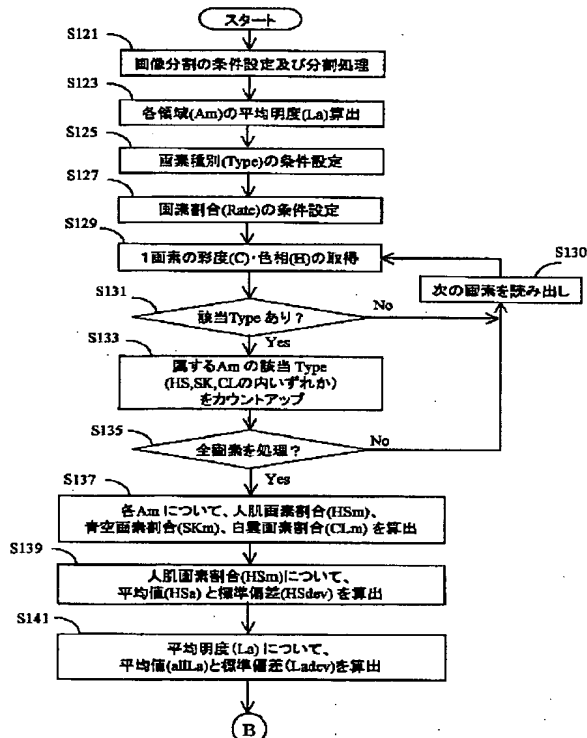 スタート
S121
画像分割の条件設定及び分割処理
S123
各領域(Am)の平均明度(La)算出
S125
画素種別(Type)の条件設定
S127
画素割合(Rate)の条件設定
S129
1画素の彩度(C)・色相(H)の取得
S130
次の画素を読み出し
S131
該当Typeあり?
No
Yes
S133
属するAmの該当Type
(HS,SK,CLの内いずれか)
をカウントアップ
S135
全画素を処理?
No
Yes
S137
各Amについて、人肌画素割合(HSm)、
青空画素割合(SKm)、白雲画素割合(CLm)を算出
S139
人肌画素割合(HSm)について、
平均値(HSa)と標準偏差(HSdev)を算出
S141
平均明度(La)について、
平均値(allLa)と標準偏差(Ladev)を算出
B